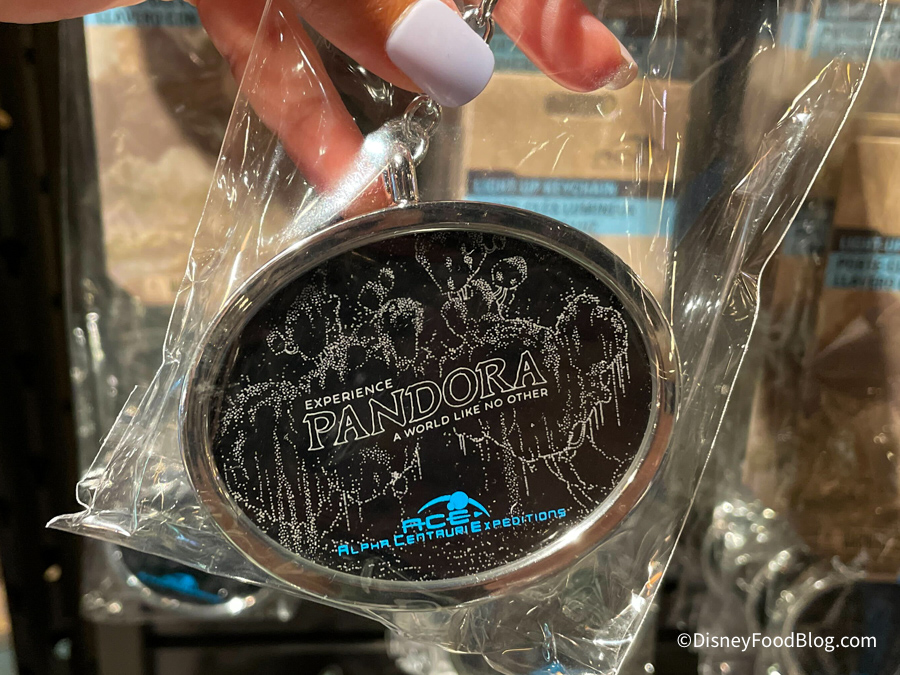 LIGHT UP KEYCHAIN
EXPERIENCE
PANDORA
A WORLD LIKE NO OTHER
ACE
ALPHA CENTAURI EXPEDITIONS
©DisneyFoodBlog.com